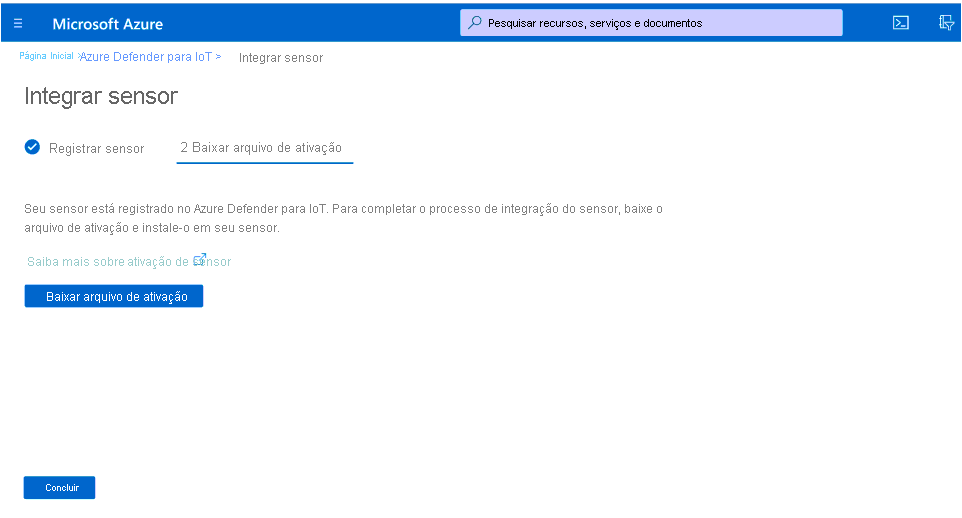 Microsoft Azure
Pesquisar recursos, serviços e documentos
Página Inicial > Azure Defender para IoT > Integrar sensor
Integrar sensor
Registrar sensor 2 Baixar arquivo de ativação
Seu sensor está registrado no Azure Defender para IoT. Para completar o processo de integração do sensor, baixe o
arquivo de ativação e instale-o em seu sensor.
Saiba mais sobre ativação de sensor
Baixar arquivo de ativação
Concluir